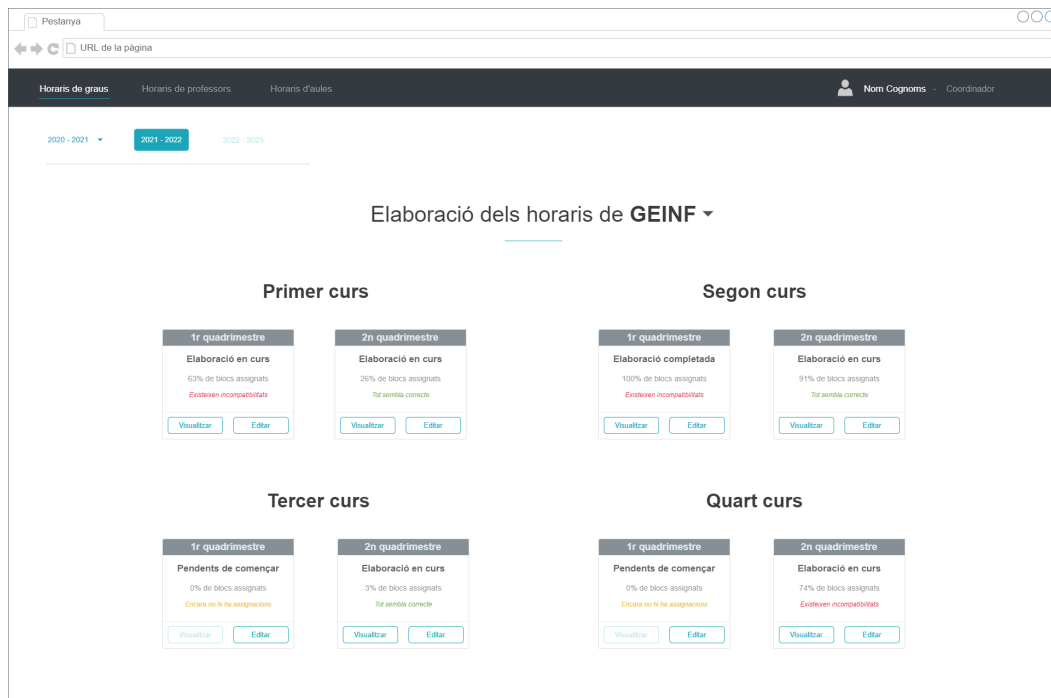 Pestanya
URL de la pàgina
Horaris de graus
Horaris de professors
Horaris d'aules
Nom Cognoms - Coordinador
2020 - 2021
2021 - 2022
2022 - 2023
Elaboració dels horaris de GEINF
Primer curs
1r quadrimestre
Elaboració en curs
63% de blocs assignats
Existeixen incompatibilitats
Visualitzar
Editar
2n quadrimestre
Elaboració en curs
26% de blocs assignats
Tot sembla correcte
Visualitzar
Editar
Segon curs
1r quadrimestre
Elaboració completada
100% de blocs assignats
Existeixen incompatibilitats
Visualitzar
Editar
2n quadrimestre
Elaboració en curs
91% de blocs assignats
Tot sembla correcte
Visualitzar
Editar
Tercer curs
1r quadrimestre
Pendents de començar
0% de blocs assignats
Encara no hi ha assignacions
Visualitzar
Editar
2n quadrimestre
Elaboració en curs
3% de blocs assignats
Tot sembla correcte
Visualitzar
Editar
Quart curs
1r quadrimestre
Pendents de començar
0% de blocs assignats
Encara no hi ha assignacions
Visualitzar
Editar
2n quadrimestre
Elaboració en curs
74% de blocs assignats
Existeixen incompatibilitats
Visualitzar
Editar